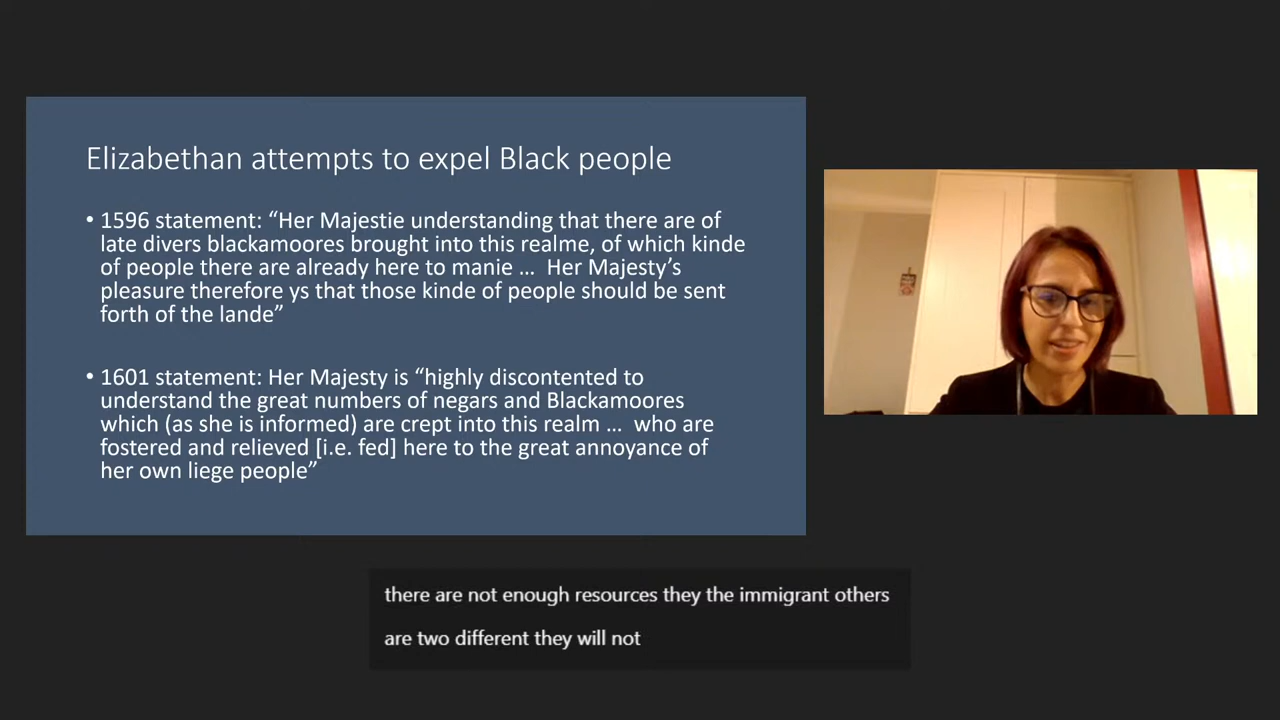 Elizabethan attempts to expel Black people
• 1596 statement: “Her Majestie understanding that there are of
late divers blackamoores brought into this realme, of which kinde
of people there are already here to manie … Her Majesty’s
pleasure therefore ys that those kinde of people should be sent
forth of the lande”
• 1601 statement: Her Majesty is “highly discontented to
understand the great numbers of negars and Blackamoores
which (as she is informed) are crept into this realm … who are
fostered and relieved [i.e. fed] here to the great annoyance of
her own liege people”
there are not enough resources they the immigrant others
are two different they will not